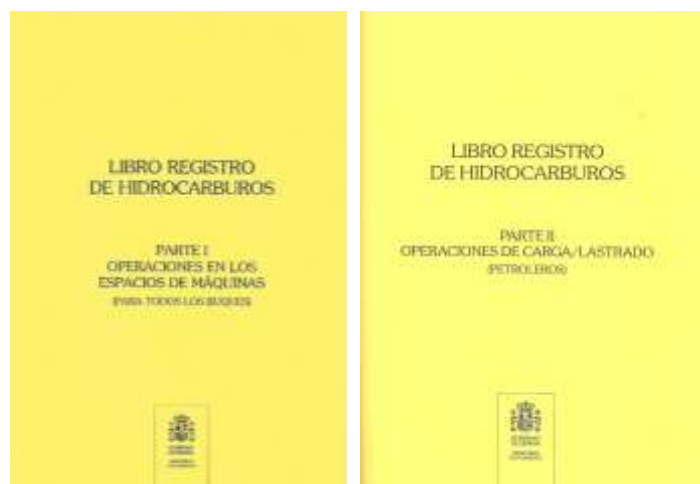 LIBRO REGISTRO
DE HIDROCARBUROS
PARTE I
OPERACIONES EN LOS
ESPACIOS DE MÁQUINAS
(PARA TODOS LOS BUQUES)
LIBRO REGISTRO
DE HIDROCARBUROS
PARTE II
OPERACIONES DE CARGA/LASTRADO
(PETROLEROS)